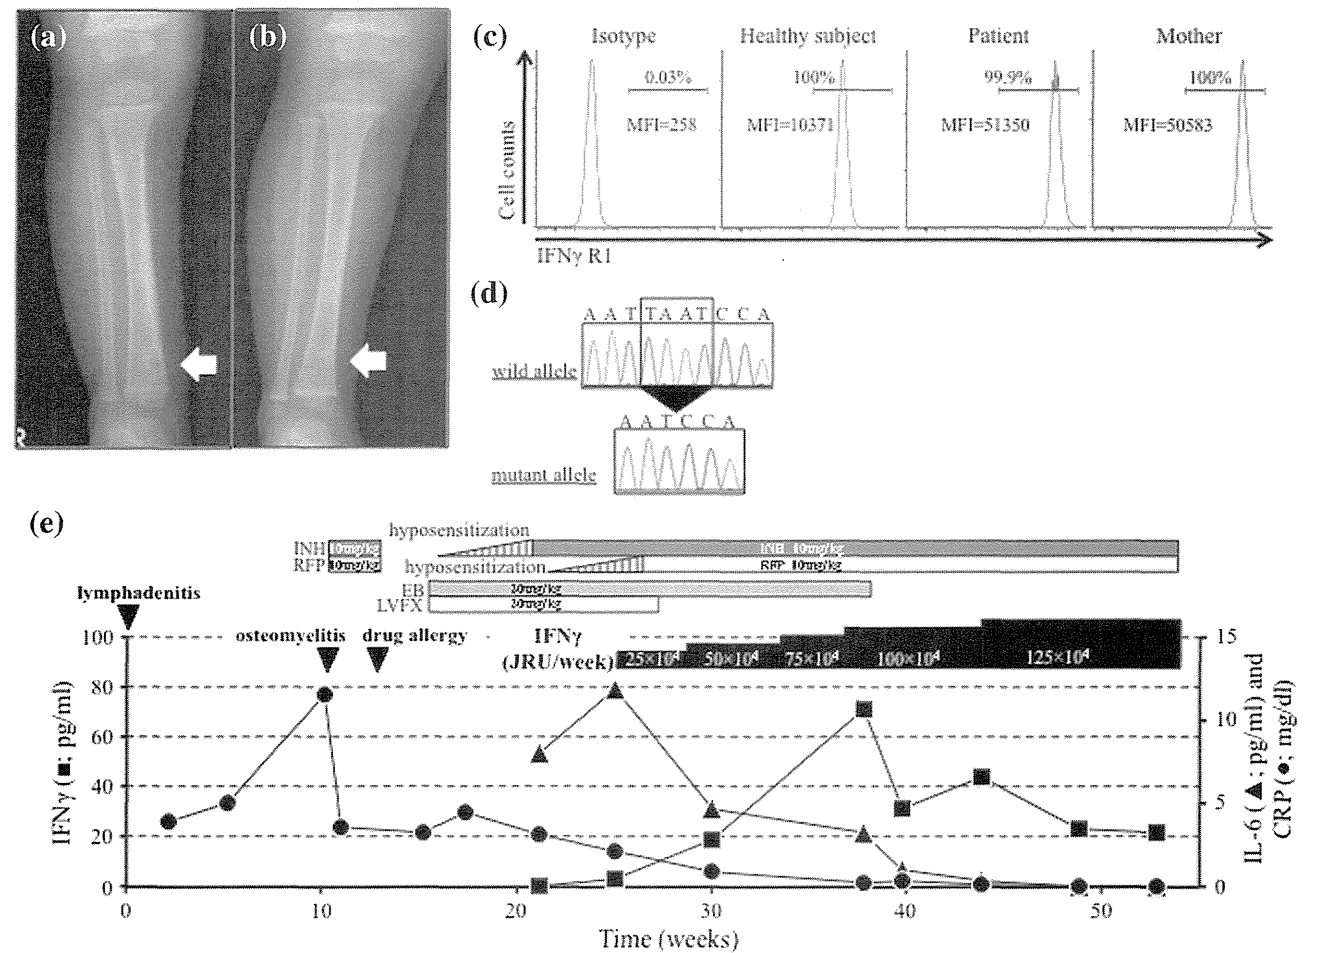 (a)
(b)
R
(c)
Isotype Healthy subject Patient Mother
0.03% 100% 99.9% 100%
MFI=258 MFI=10371 MFI=51350 MFI=50583
Cell counts
IFNγ R1
(d)
A A T T A A T C C A
wild allele
A A T C C A
mutant allele
(e)
hyposensitization
INH 10mg/kg INH 10mg/kg
RFP 10mg/kg hyposensitization RFP 10mg/kg
EB 20mg/kg
LVFX 20mg/kg
lymphadenitis
osteomyelitis drug allergy IFNγ
(JRU/week) 25×10⁴ 50×10⁴ 75×10⁴ 100×10⁴ 125×10⁴
100 15
80
10
60
40 5
20
0 0
0 10 20 30 40 50
Time (weeks)
IFNγ (■; pg/ml)
IL-6 (▲; pg/ml) and
CRP (●; mg/dl)